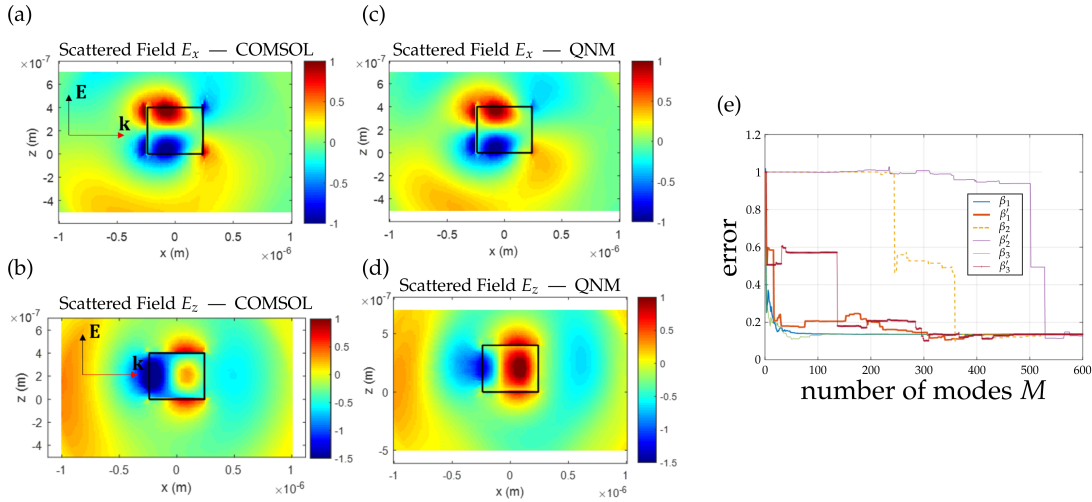 (a)
Scattered Field Ex — COMSOL
×10-7
6
4
2
0
-2
-4
z (m)
E
k
-1
-0.5
0
0.5
1
x (m)
×10-6
1
0.5
0
-0.5
-1
(c)
Scattered Field Ex — QNM
×10-7
6
4
2
0
-2
-4
z (m)
-1
-0.5
0
0.5
1
x (m)
×10-6
1
0.5
0
-0.5
-1
(b)
Scattered Field Ez — COMSOL
×10-7
6
4
2
0
-2
-4
z (m)
E
k
-1
-0.5
0
0.5
1
x (m)
×10-6
1
0.5
0
-0.5
-1
-1.5
(d)
Scattered Field Ez — QNM
×10-7
5
0
-5
z (m)
-1
-0.5
0
0.5
1
x (m)
×10-6
1
0.5
0
-0.5
-1
-1.5
(e)
1.2
1
0.8
0.6
0.4
0.2
0
error
0
100
200
300
400
500
600
number of modes M
β1
β′1
β2
β′2
β3
β′3